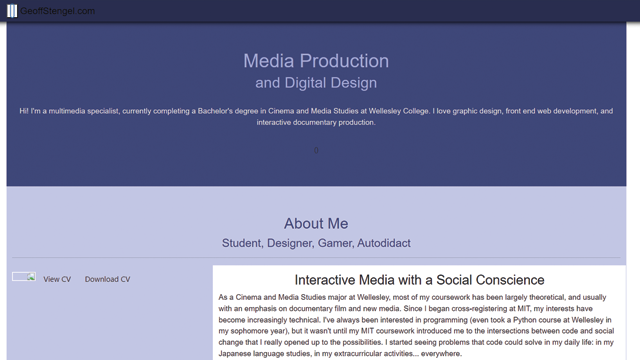 GeoffStengel.com
Media Production
and Digital Design
Hi! I'm a multimedia specialist, currently completing a Bachelor's degree in Cinema and Media Studies at Wellesley College. I love graphic design, front end web development, and
interactive documentary production.
About Me
Student, Designer, Gamer, Autodidact
View CV Download CV
Interactive Media with a Social Conscience
As a Cinema and Media Studies major at Wellesley, most of my coursework has been largely theoretical, and usually
with an emphasis on documentary film and new media. Since I began cross-registering at MIT, my interests have
become increasingly technical. I've always been interested in programming (even took a Python course at Wellesley in
my sophomore year), but it wasn't until my MIT coursework introduced me to the intersections between code and social
change that I really opened up to the possibilities. I started seeing problems that code could solve in my daily life: in my
Japanese language studies, in my extracurricular activities... everywhere.